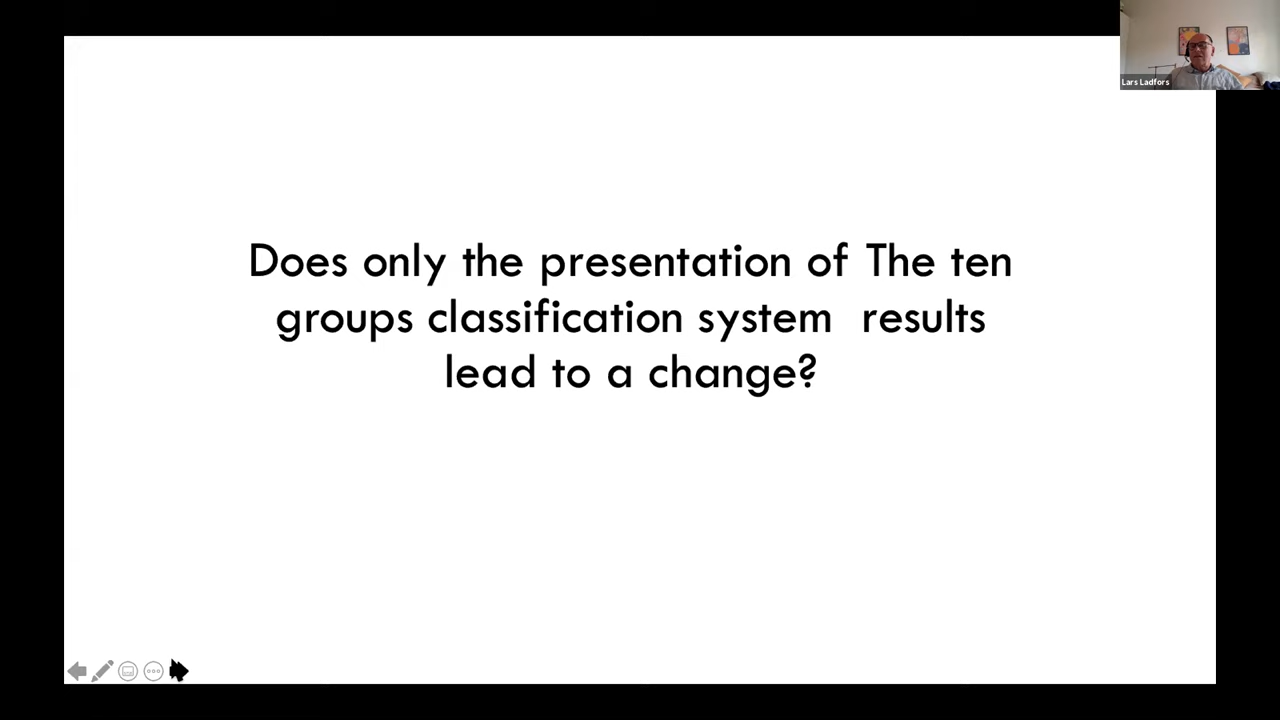 Lars Ladfors
Does only the presentation of The ten
groups classification system  results
lead to a change?